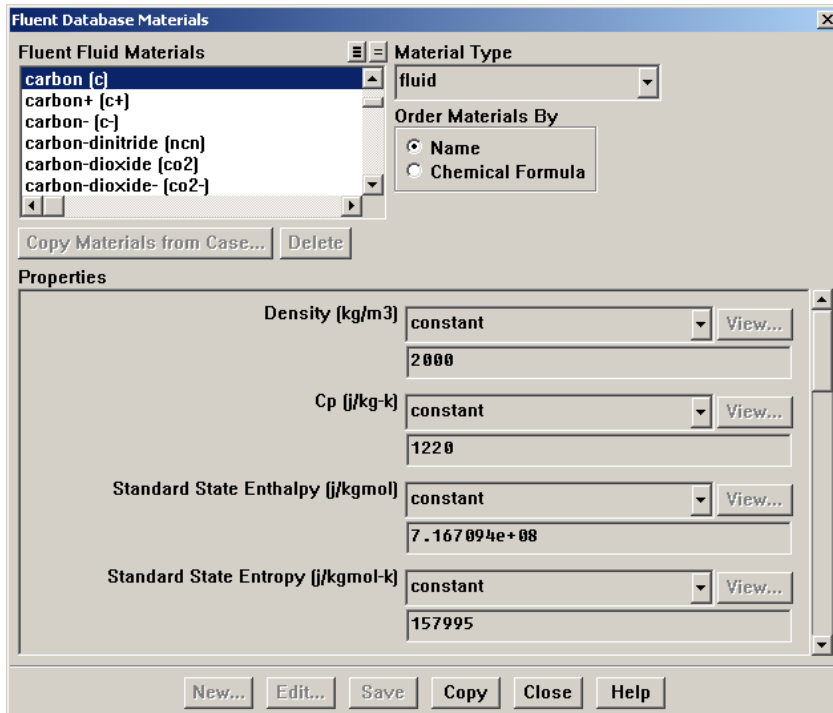 Fluent Database Materials
Fluent Fluid Materials
carbon (c)
carbon+ (c+)
carbon- (c-)
carbon-dinitride (ncn)
carbon-dioxide (co2)
carbon-dioxide- (co2-)
Material Type
fluid
Order Materials By
Name
Chemical Formula
Copy Materials from Case... Delete
Properties
Density (kg/m3) constant View...
2000
Cp (j/kg-k) constant View...
1220
Standard State Enthalpy (j/kgmol) constant View...
7.167094e+08
Standard State Entropy (j/kgmol-k) constant View...
157995
New... Edit... Save Copy Close Help